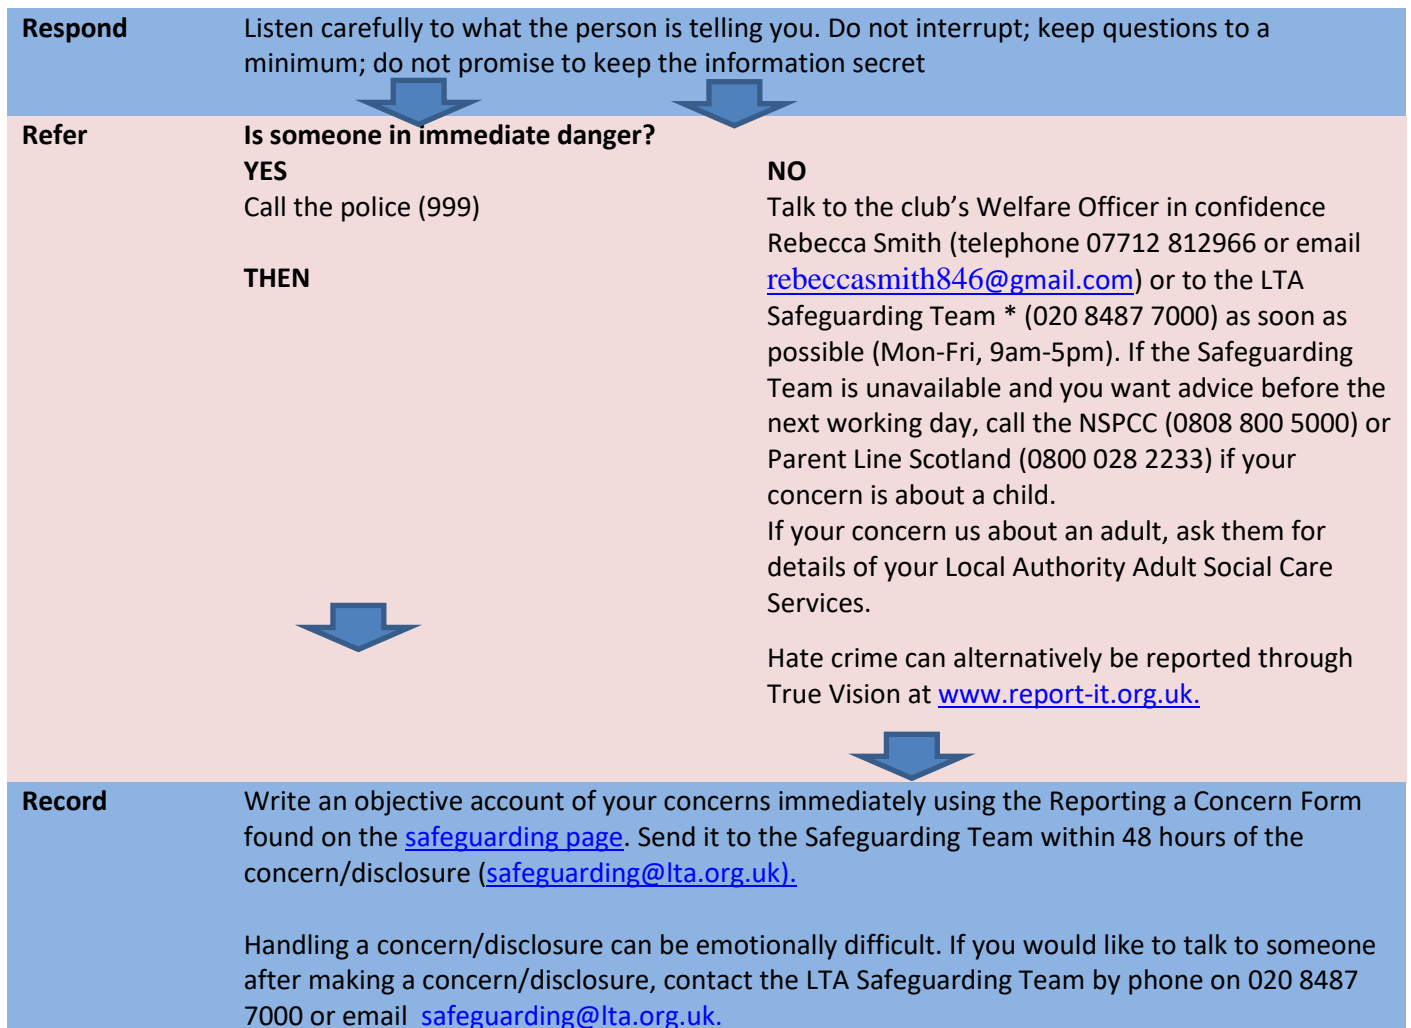 Respond
Listen carefully to what the person is telling you. Do not interrupt; keep questions to a
minimum; do not promise to keep the information secret
Refer
Is someone in immediate danger?
YES
Call the police (999)
THEN
NO
Talk to the club’s Welfare Officer in confidence
Rebecca Smith (telephone 07712 812966 or email
rebeccasmith846@gmail.com) or to the LTA
Safeguarding Team * (020 8487 7000) as soon as
possible (Mon-Fri, 9am-5pm). If the Safeguarding
Team is unavailable and you want advice before the
next working day, call the NSPCC (0808 800 5000) or
Parent Line Scotland (0800 028 2233) if your
concern is about a child.
If your concern us about an adult, ask them for
details of your Local Authority Adult Social Care
Services.
Hate crime can alternatively be reported through
True Vision at www.report-it.org.uk.
Record
Write an objective account of your concerns immediately using the Reporting a Concern Form
found on the safeguarding page. Send it to the Safeguarding Team within 48 hours of the
concern/disclosure (safeguarding@lta.org.uk).
Handling a concern/disclosure can be emotionally difficult. If you would like to talk to someone
after making a concern/disclosure, contact the LTA Safeguarding Team by phone on 020 8487
7000 or email  safeguarding@lta.org.uk.